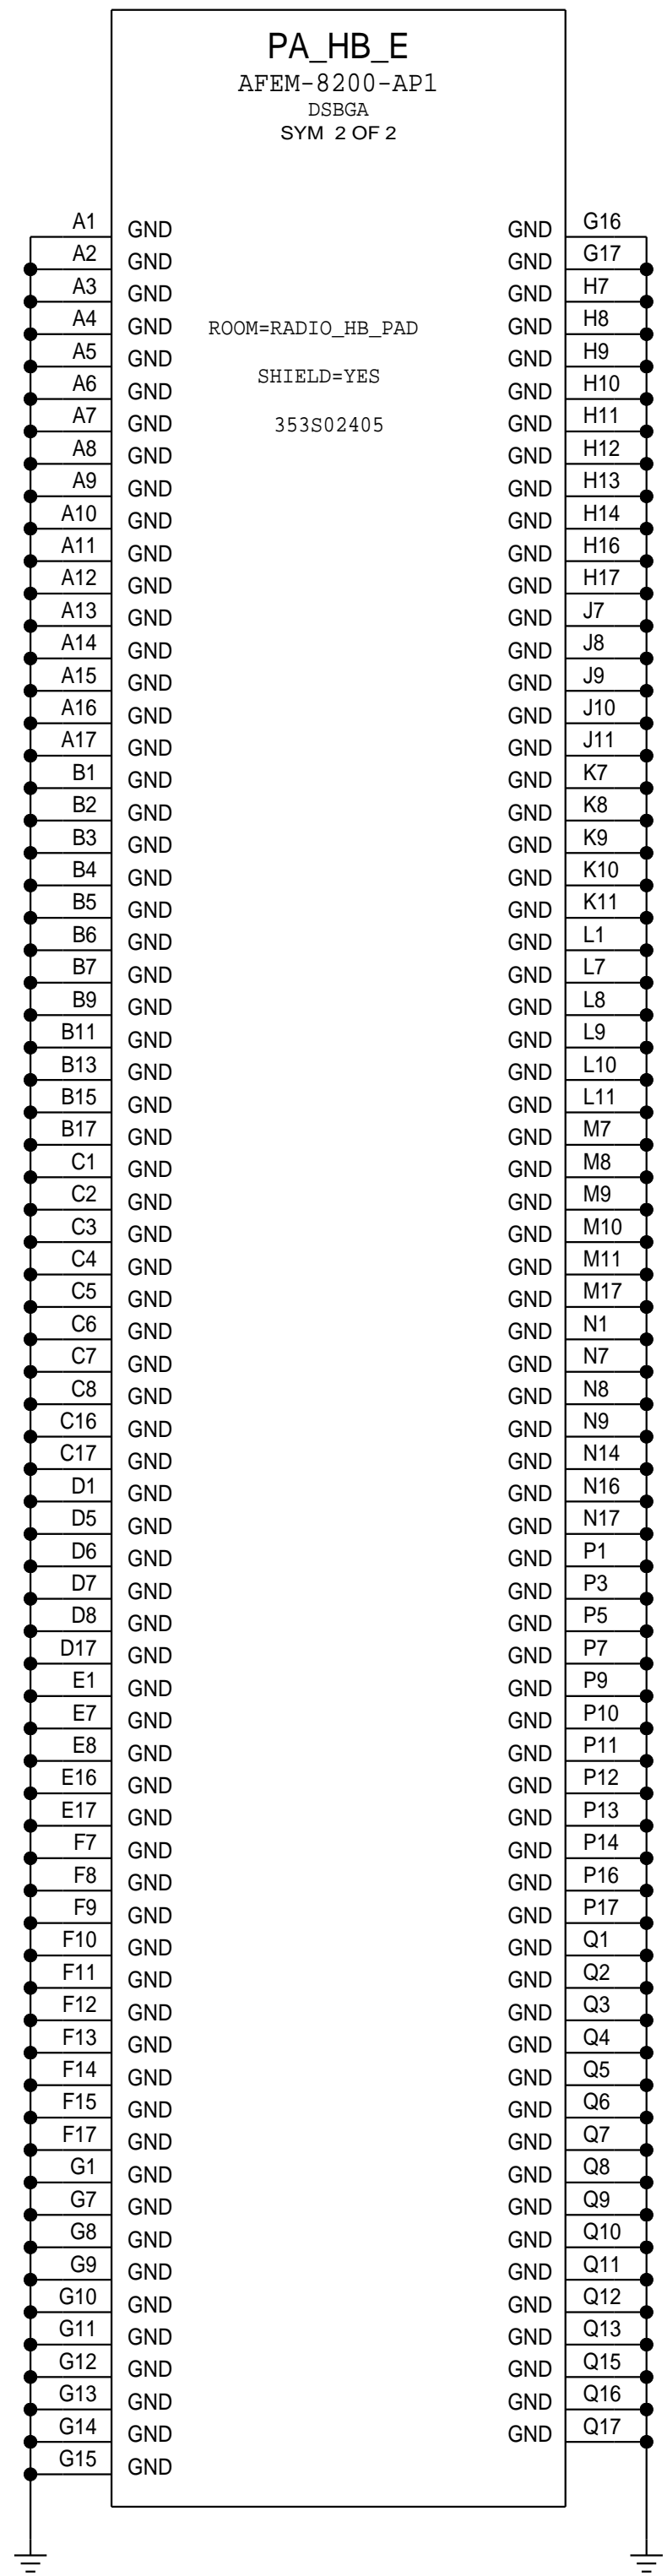 PA_HB_E
AFEM-8200-AP1
DSBGA
SYM 2 OF 2
A1 GND GND G16
A2 GND GND G17
A3 GND GND H7
A4 GND ROOM=RADIO_HB_PAD GND H8
A5 GND GND H9
A6 GND SHIELD=YES GND H10
A7 GND 353S02405 GND H11
A8 GND GND H12
A9 GND GND H13
A10 GND GND H14
A11 GND GND H16
A12 GND GND H17
A13 GND GND J7
A14 GND GND J8
A15 GND GND J9
A16 GND GND J10
A17 GND GND J11
B1 GND GND K7
B2 GND GND K8
B3 GND GND K9
B4 GND GND K10
B5 GND GND K11
B6 GND GND L1
B7 GND GND L7
B9 GND GND L8
B11 GND GND L9
B13 GND GND L10
B15 GND GND L11
B17 GND GND M7
C1 GND GND M8
C2 GND GND M9
C3 GND GND M10
C4 GND GND M11
C5 GND GND M17
C6 GND GND N1
C7 GND GND N7
C8 GND GND N8
C16 GND GND N9
C17 GND GND N14
D1 GND GND N16
D5 GND GND N17
D6 GND GND P1
D7 GND GND P3
D8 GND GND P5
D17 GND GND P7
E1 GND GND P9
E7 GND GND P10
E8 GND GND P11
E16 GND GND P12
E17 GND GND P13
F7 GND GND P14
F8 GND GND P16
F9 GND GND P17
F10 GND GND Q1
F11 GND GND Q2
F12 GND GND Q3
F13 GND GND Q4
F14 GND GND Q5
F15 GND GND Q6
F17 GND GND Q7
G1 GND GND Q8
G7 GND GND Q9
G8 GND GND Q10
G9 GND GND Q11
G10 GND GND Q12
G11 GND GND Q13
G12 GND GND Q15
G13 GND GND Q16
G14 GND GND Q17
G15 GND